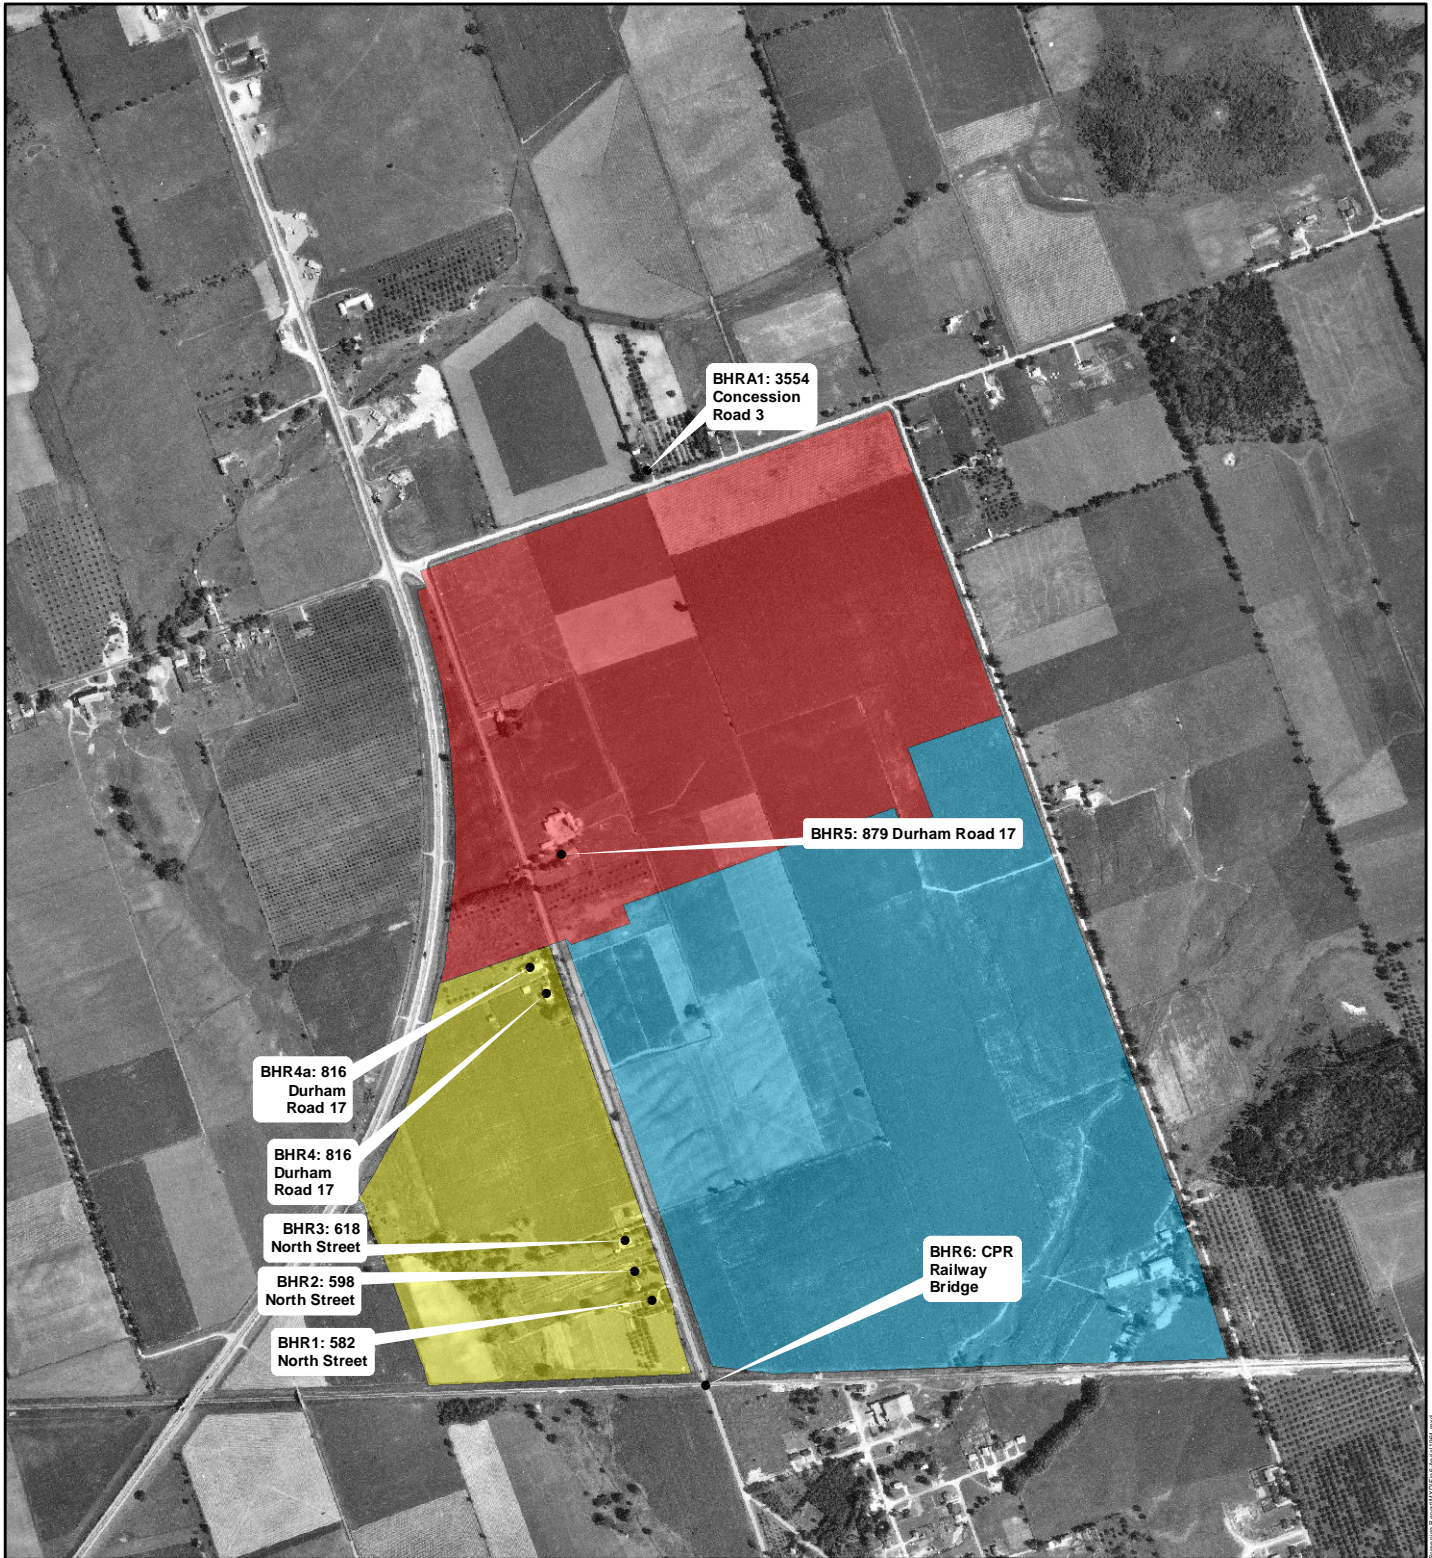 BHRA1: 3554
Concession
Road 3
BHR5: 879 Durham Road 17
BHR4a: 816
Durham
Road 17
BHR4: 816
Durham
Road 17
BHR3: 618
North Street
BHR2: 598
North Street
BHR1: 582
North Street
BHR6: CPR
Railway
Bridge